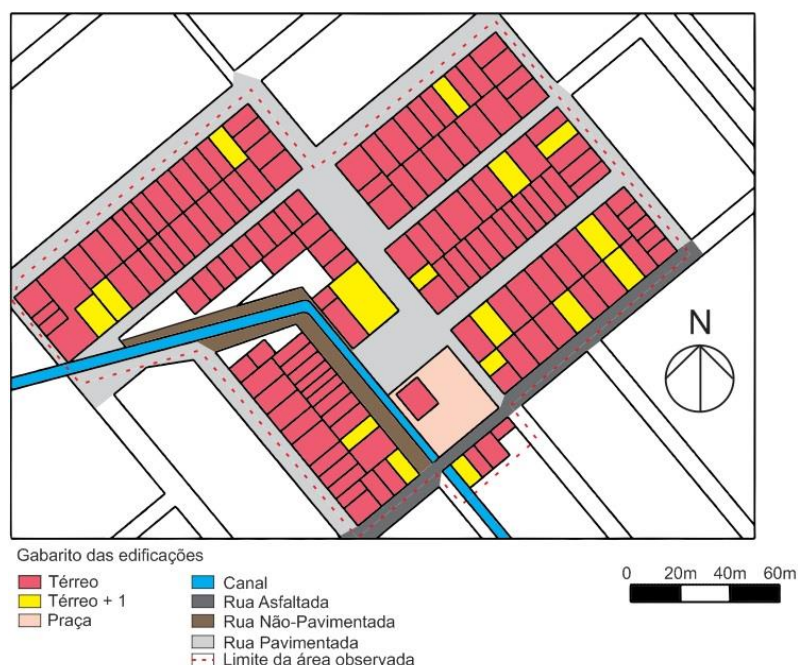 N
Gabarito das edificações
Térreo
Térreo + 1
Praça
Canal
Rua Asfaltada
Rua Não-Pavimentada
Rua Pavimentada
Limite da área observada
0 20m 40m 60m